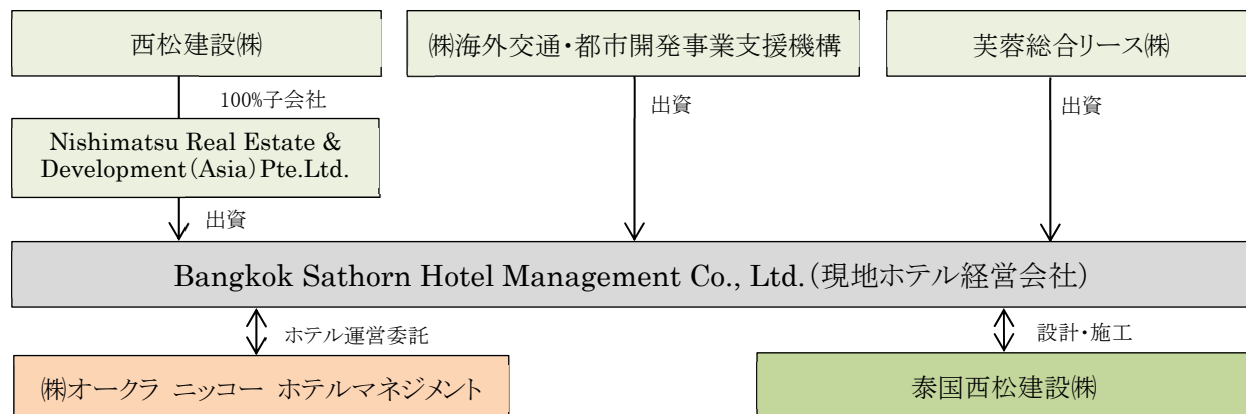 西松建設㈱
㈱海外交通・都市開発事業支援機構
芙蓉総合リース㈱
100%子会社
出資
出資
Nishimatsu Real Estate &
Development(Asia)Pte.Ltd.
出資
Bangkok Sathorn Hotel Management Co., Ltd.(現地ホテル経営会社)
ホテル運営委託
設計・施工
㈱オークラ ニッコー ホテルマネジメント
泰国西松建設㈱